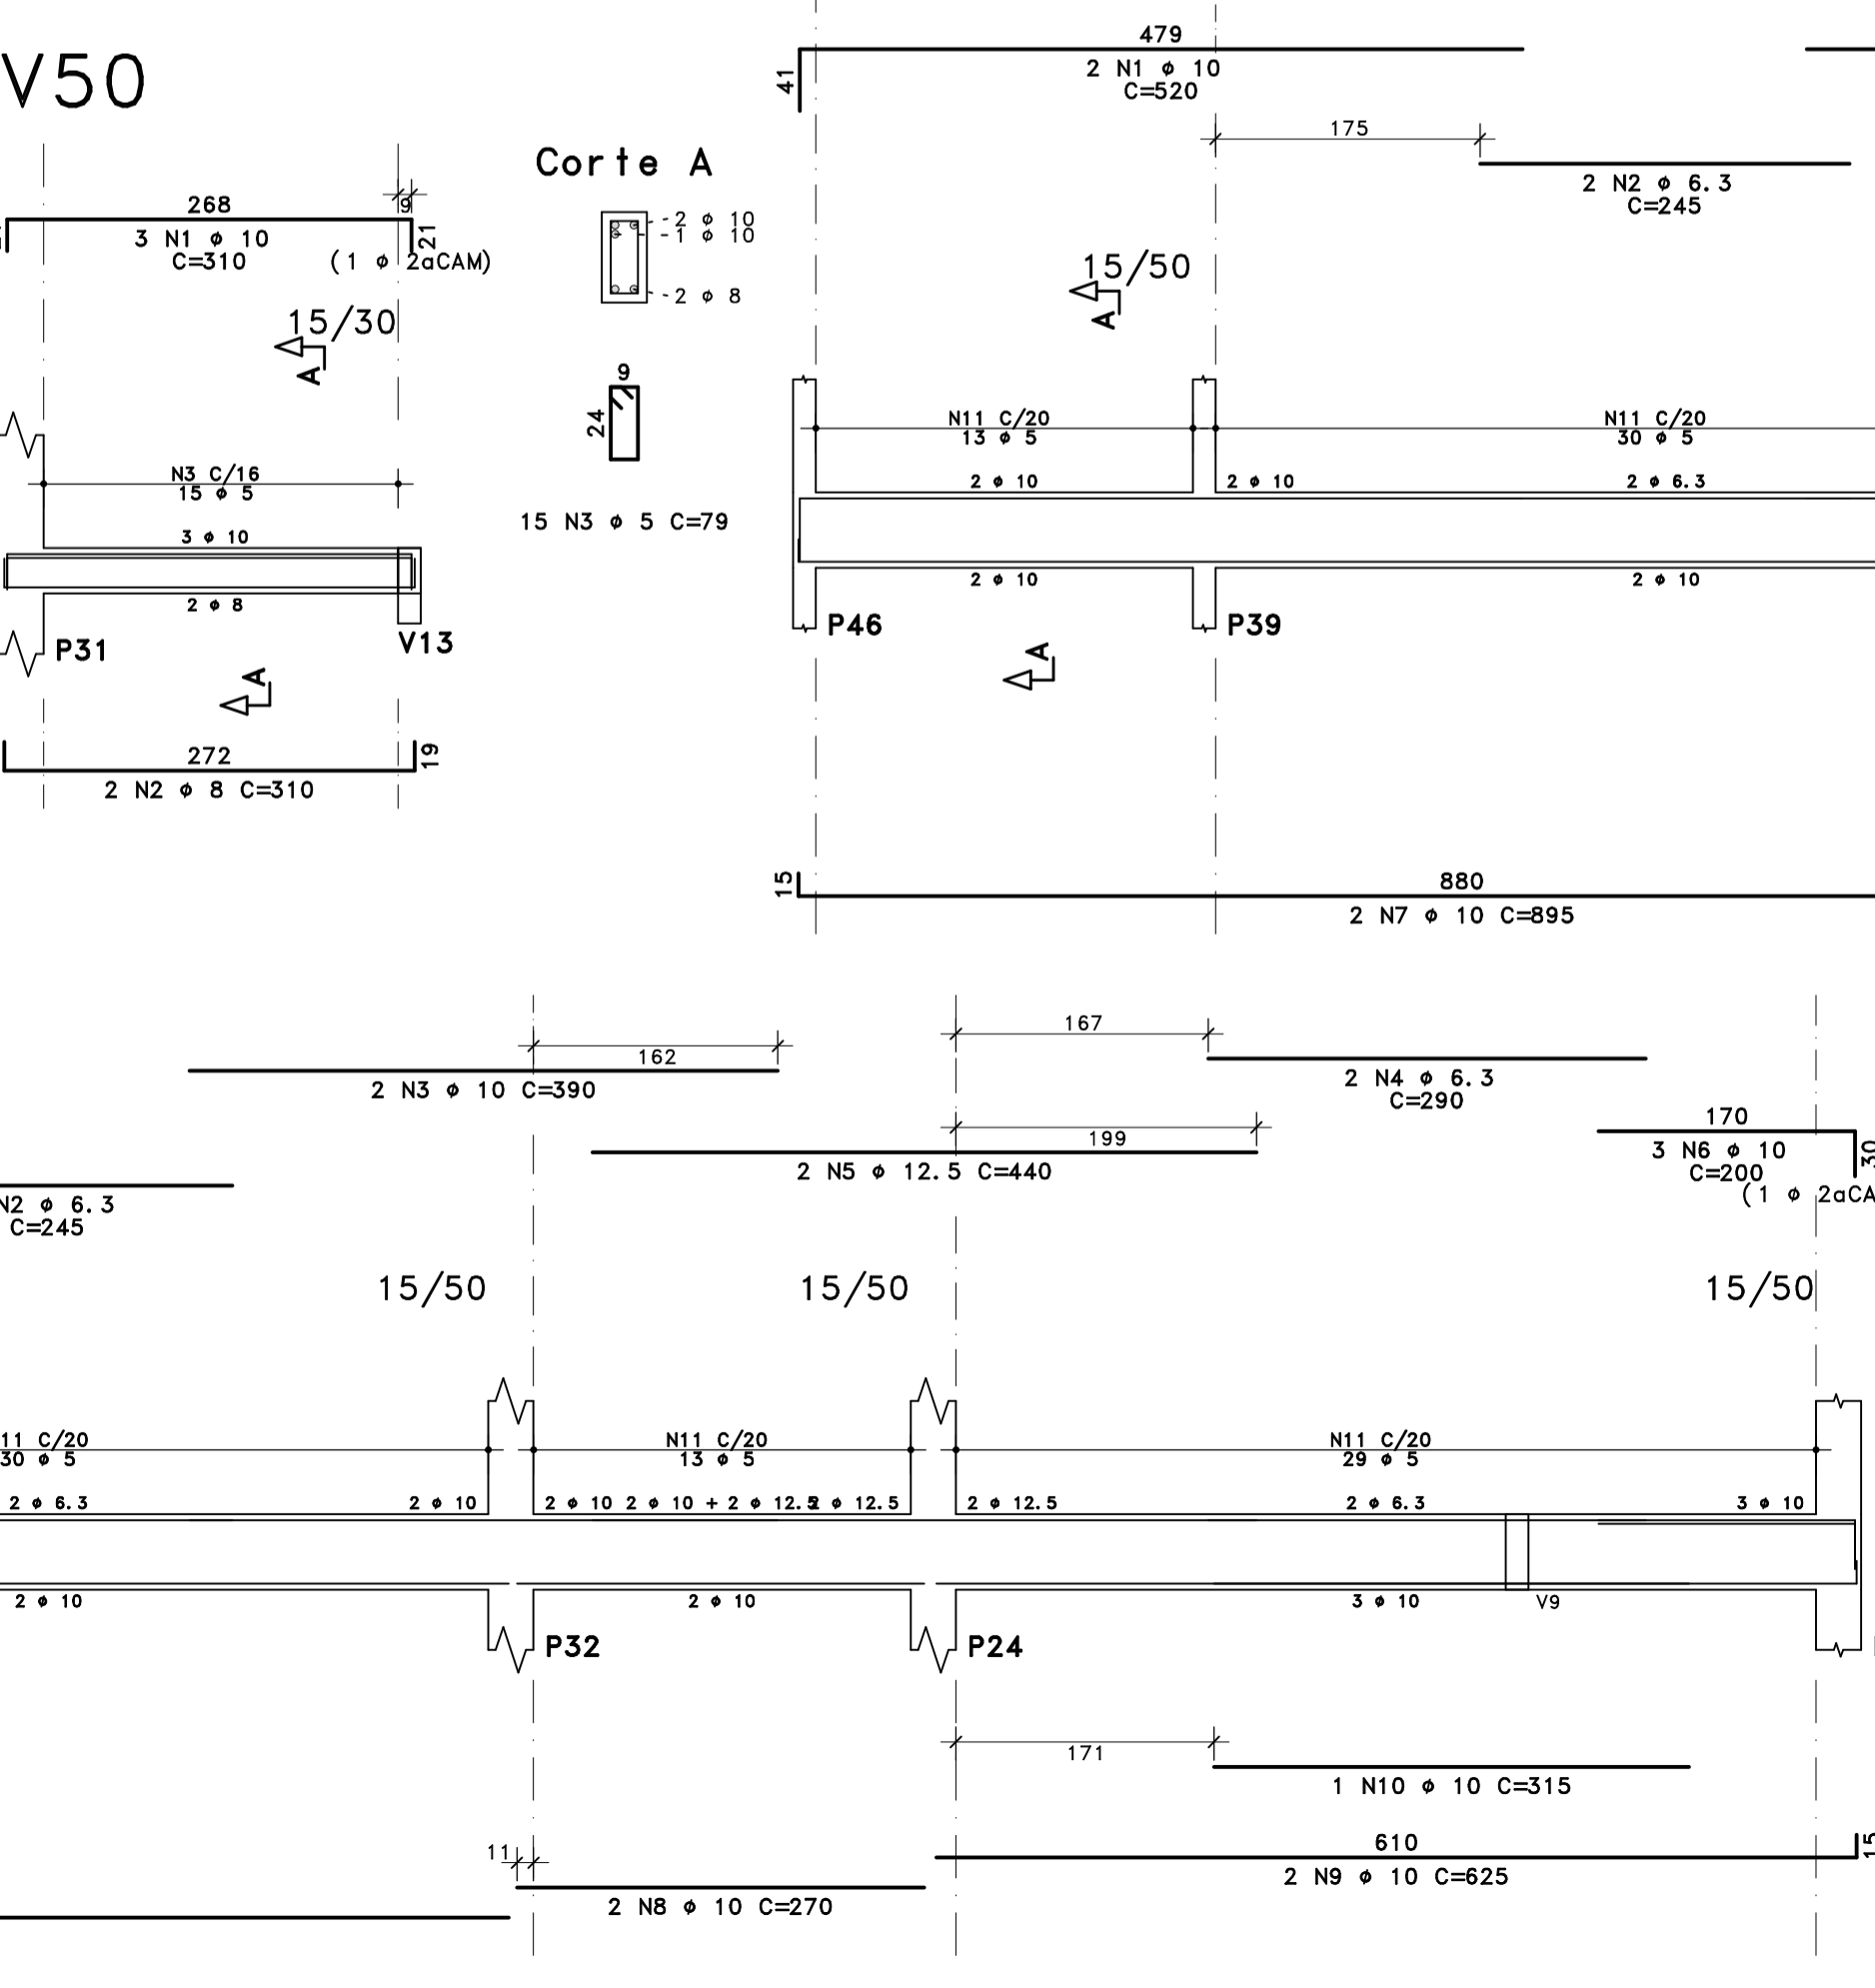 V50
268
9
21
3 N1 ø 10
C=310
(1 ø 2aCAM)
15/30
A
N3 C/16
15 ø 5
3 ø 10
2 ø 8
P31
V13
A
272
19
2 N2 ø 8 C=310
Corte A
2 ø 10
1 ø 10
2 ø 8
9
24
15 N3 ø 5 C=79
479
41
2 N1 ø 10
C=520
175
2 N2 ø 6.3
C=245
15/50
A
N11 C/20
13 ø 5
N11 C/20
30 ø 5
2 ø 10
2 ø 10
2 ø 6.3
2 ø 10
2 ø 10
P46
P39
A
15
880
2 N7 ø 10 C=895
162
2 N3 ø 10 C=390
167
2 N4 ø 6.3
C=290
199
2 N5 ø 12.5 C=440
170
30
3 N6 ø 10
C=200
(1 ø 2aCA
N2 ø 6.3
C=245
15/50
15/50
15/50
11 C/20
30 ø 5
N11 C/20
13 ø 5
N11 C/20
29 ø 5
2 ø 6.3
2 ø 10
2 ø 10
2 ø 10 + 2 ø 12.5
2 ø 12.5
2 ø 12.5
2 ø 6.3
3 ø 10
2 ø 10
2 ø 10
3 ø 10
V9
P32
P24
171
1 N10 ø 10 C=315
610
15
2 N9 ø 10 C=625
11
2 N8 ø 10 C=270